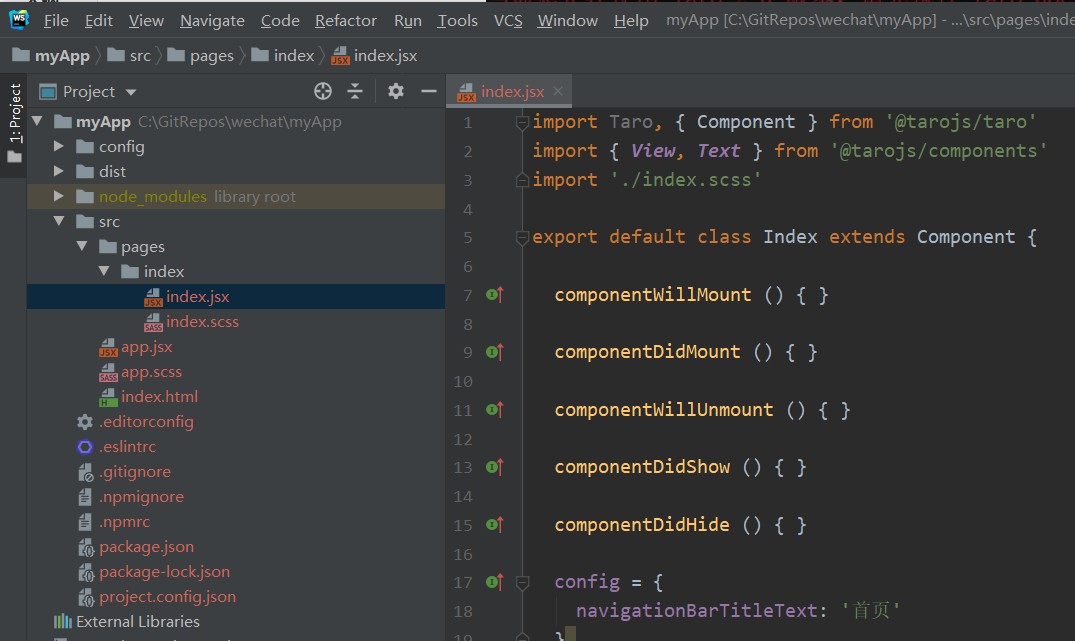 File Edit View Navigate Code Refactor Run Tools VCS Window Help myApp [C:\GitRepos\wechat\myApp] - ...\src\pages\inde
myApp src pages index index.jsx
1: Project
Project
index.jsx
myApp C:\GitRepos\wechat\myApp
config
dist
node_modules library root
src
pages
index
index.jsx
index.scss
app.jsx
app.scss
index.html
.editorconfig
.eslintrc
.gitignore
.npmignore
.npmrc
package.json
package-lock.json
project.config.json
External Libraries
1 import Taro, { Component } from '@tarojs/taro'
2 import { View, Text } from '@tarojs/components'
3 import './index.scss'
4
5 export default class Index extends Component {
6
7 componentWillMount () { }
8
9 componentDidMount () { }
10
11 componentWillUnmount () { }
12
13 componentDidShow () { }
14
15 componentDidHide () { }
16
17 config = {
18 navigationBarTitleText: '首页'
19 }